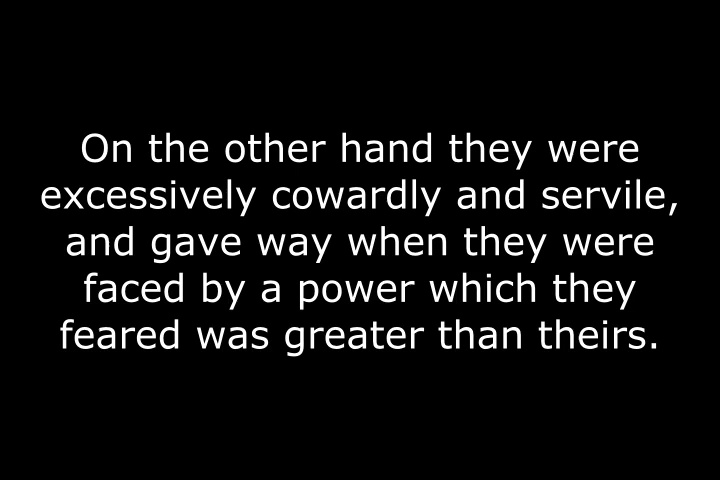 On the other hand they were
excessively cowardly and servile,
and gave way when they were
faced by a power which they
feared was greater than theirs.